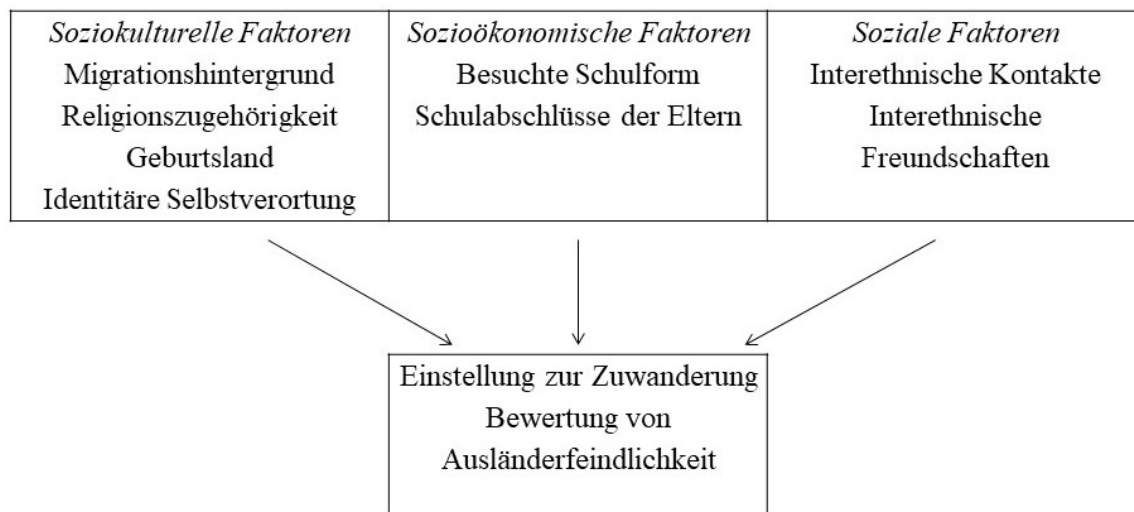 Soziokulturelle Faktoren
Migrationshintergrund
Religionszugehörigkeit
Geburtsland
Identitäre Selbstverortung
Sozioökonomische Faktoren
Besuchte Schulform
Schulabschlüsse der Eltern
Soziale Faktoren
Interethnische Kontakte
Interethnische
Freundschaften
Einstellung zur Zuwanderung
Bewertung von
Ausländerfeindlichkeit